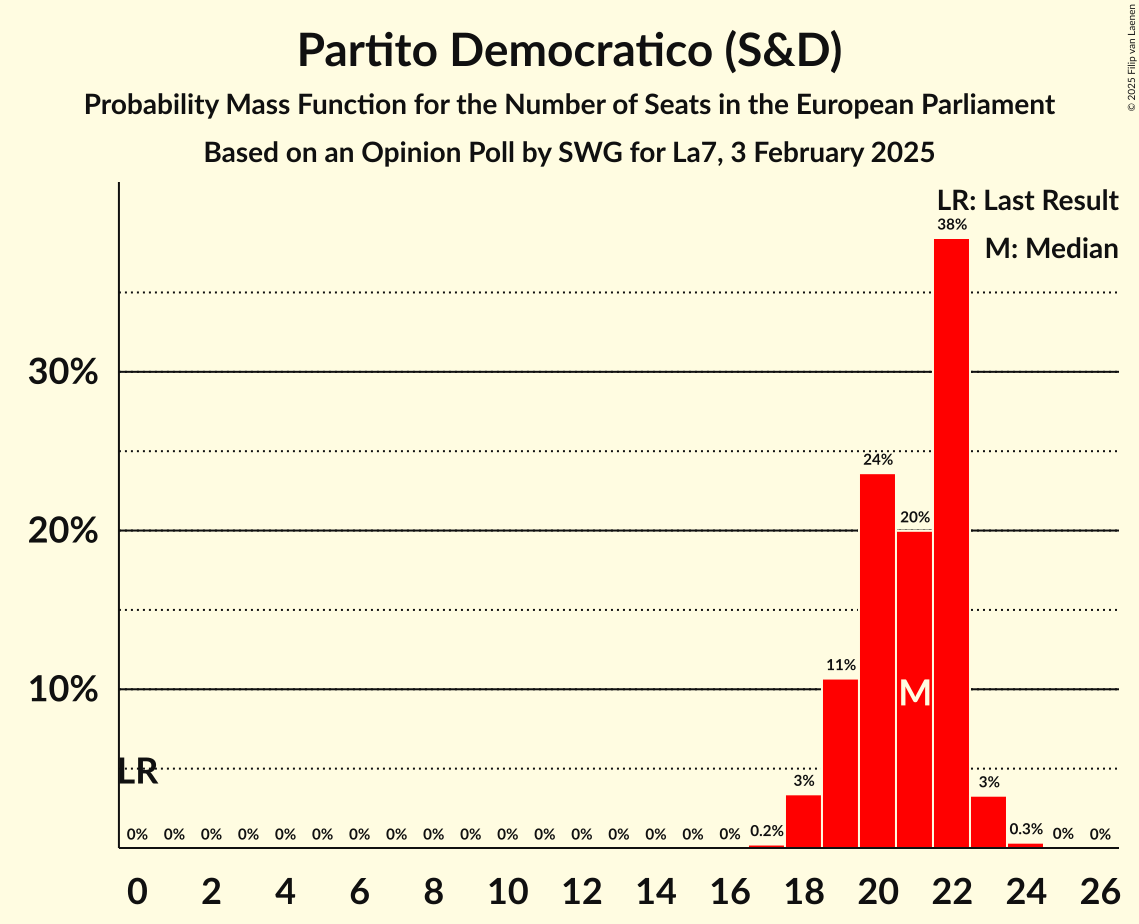 © 2025 Filip van Laenen
Partito Democratico (S&D)
Probability Mass Function for the Number of Seats in the European Parliament
Based on an Opinion Poll by SWG for La7, 3 February 2025
LR: Last Result
M: Median
38%
30%
24%
20%
20%
11%
10%
M
LR
3%
3%
0% 0% 0% 0% 0% 0% 0% 0% 0% 0% 0% 0% 0% 0% 0% 0% 0% 0.2% 0.3% 0% 0%
0 2 4 6 8 10 12 14 16 18 20 22 24 26